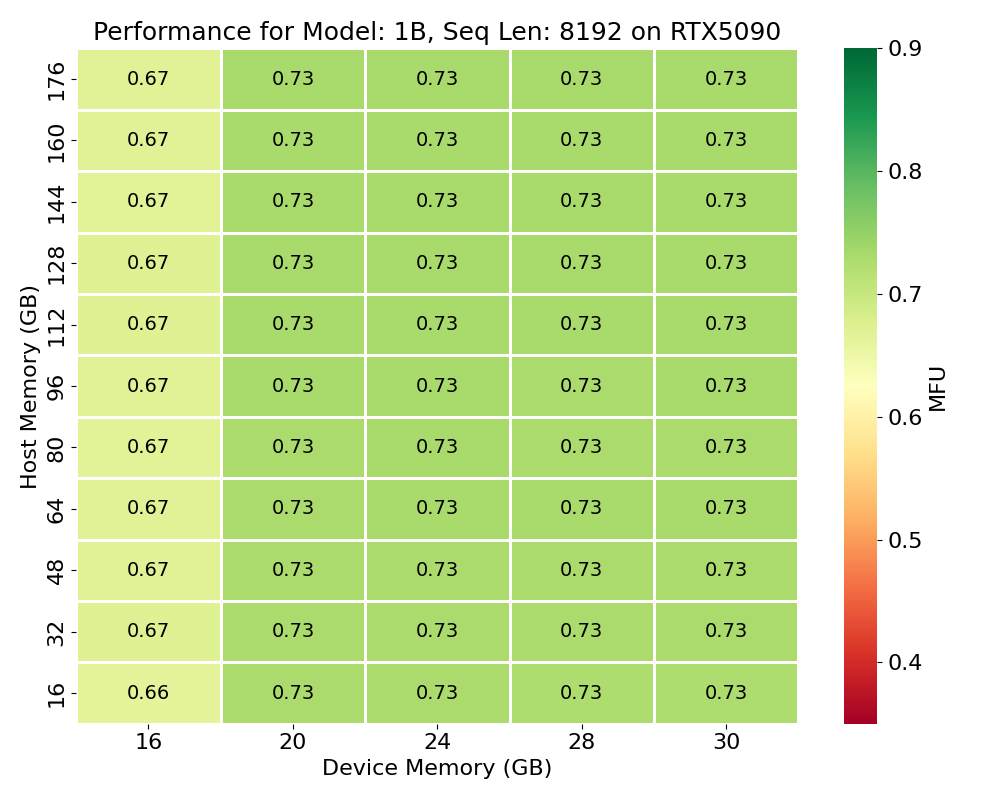 Performance for Model: 1B, Seq Len: 8192 on RTX5090
176 0.67 0.73 0.73 0.73 0.73
160 0.67 0.73 0.73 0.73 0.73
144 0.67 0.73 0.73 0.73 0.73
128 0.67 0.73 0.73 0.73 0.73
112 0.67 0.73 0.73 0.73 0.73
96 0.67 0.73 0.73 0.73 0.73
80 0.67 0.73 0.73 0.73 0.73
64 0.67 0.73 0.73 0.73 0.73
48 0.67 0.73 0.73 0.73 0.73
32 0.67 0.73 0.73 0.73 0.73
16 0.66 0.73 0.73 0.73 0.73
16 20 24 28 30
Device Memory (GB)
Host Memory (GB)
0.9
0.8
0.7
0.6
0.5
0.4
MFU